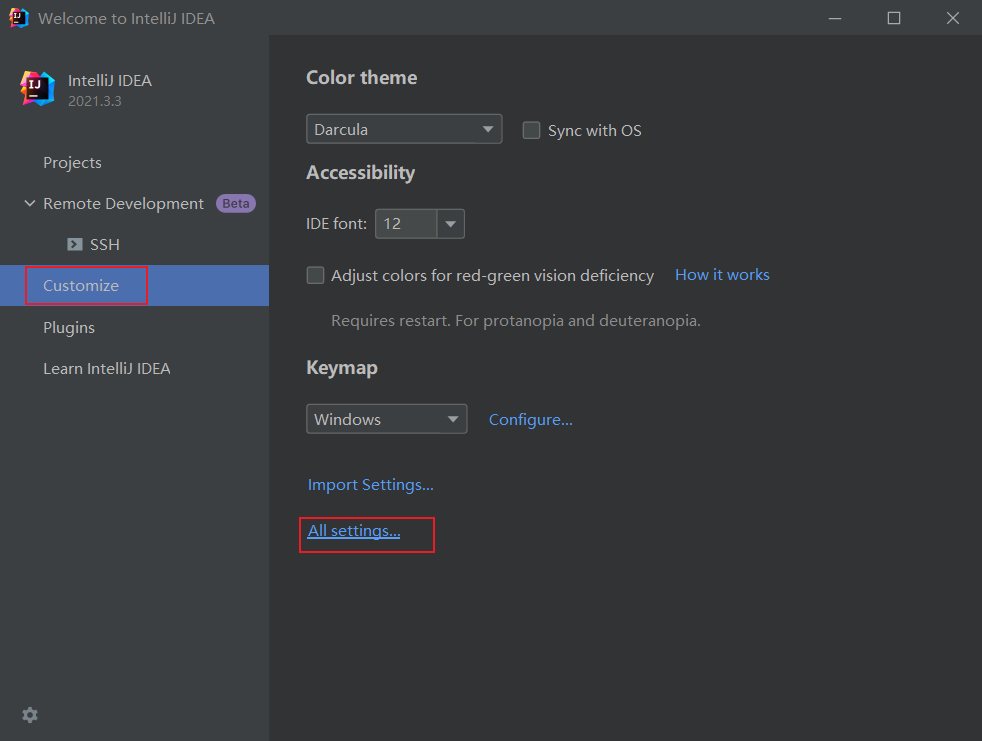 Welcome to IntelliJ IDEA
IntelliJ IDEA
2021.3.3
Projects
Remote Development Beta
SSH
Customize
Plugins
Learn IntelliJ IDEA
Color theme
Darcula Sync with OS
Accessibility
IDE font: 12
Adjust colors for red-green vision deficiency How it works
Requires restart. For protanopia and deuteranopia.
Keymap
Windows Configure...
Import Settings...
All settings...